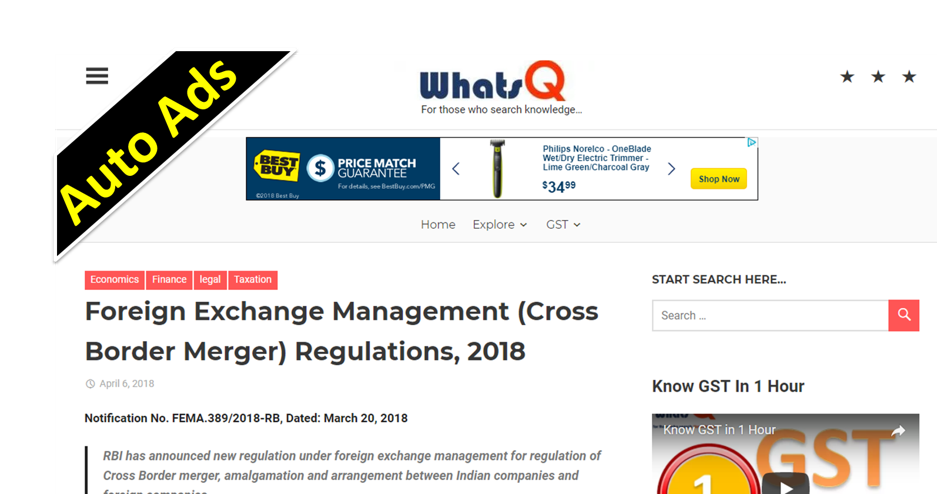 Auto Ads
WhatsQ
For those who search knowledge...
BEST BUY
$
PRICE MATCH
GUARANTEE
For details, see BestBuy.com/PMG
©2018 Best Buy
Philips Norelco - OneBlade
Wet/Dry Electric Trimmer -
Lime Green/Charcoal Gray
$3499
Shop Now
Home Explore GST
Economics Finance legal Taxation
Foreign Exchange Management (Cross
Border Merger) Regulations, 2018
April 6, 2018
Notification No. FEMA.389/2018-RB, Dated: March 20, 2018
RBI has announced new regulation under foreign exchange management for regulation of
Cross Border merger, amalgamation and arrangement between Indian companies and
foreign companies
START SEARCH HERE...
Search ...
Know GST In 1 Hour
WhatsQ
Know GST in 1 Hour
GST
1